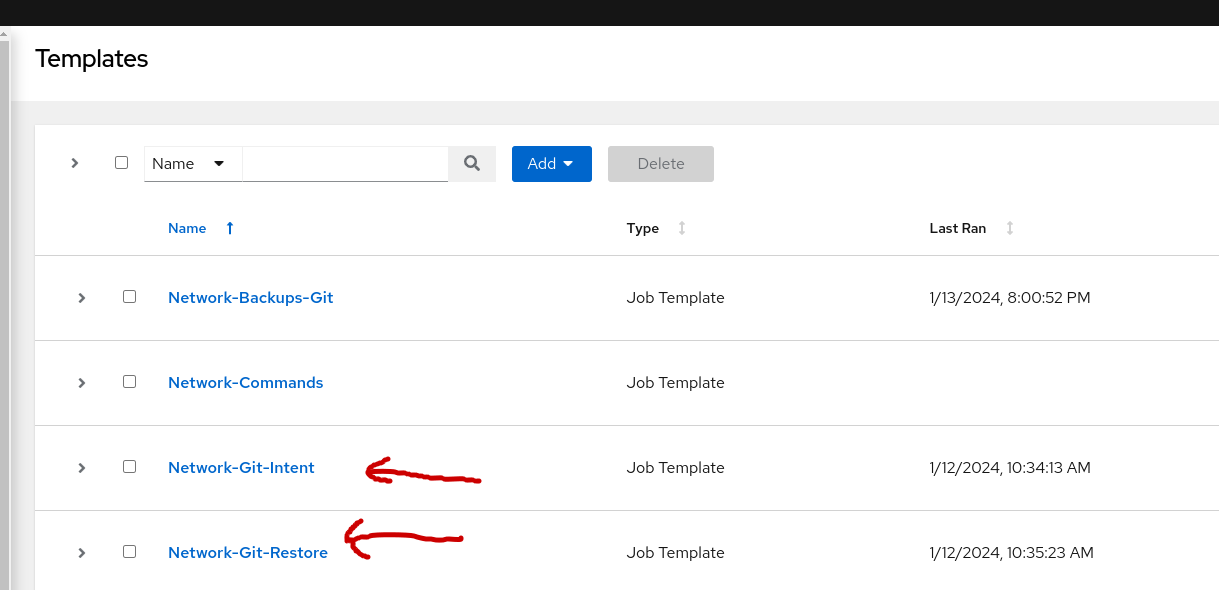 Templates
Name Add Delete
Name Type Last Ran
Network-Backups-Git Job Template 1/13/2024, 8:00:52 PM
Network-Commands Job Template
Network-Git-Intent Job Template 1/12/2024, 10:34:13 AM
Network-Git-Restore Job Template 1/12/2024, 10:35:23 AM